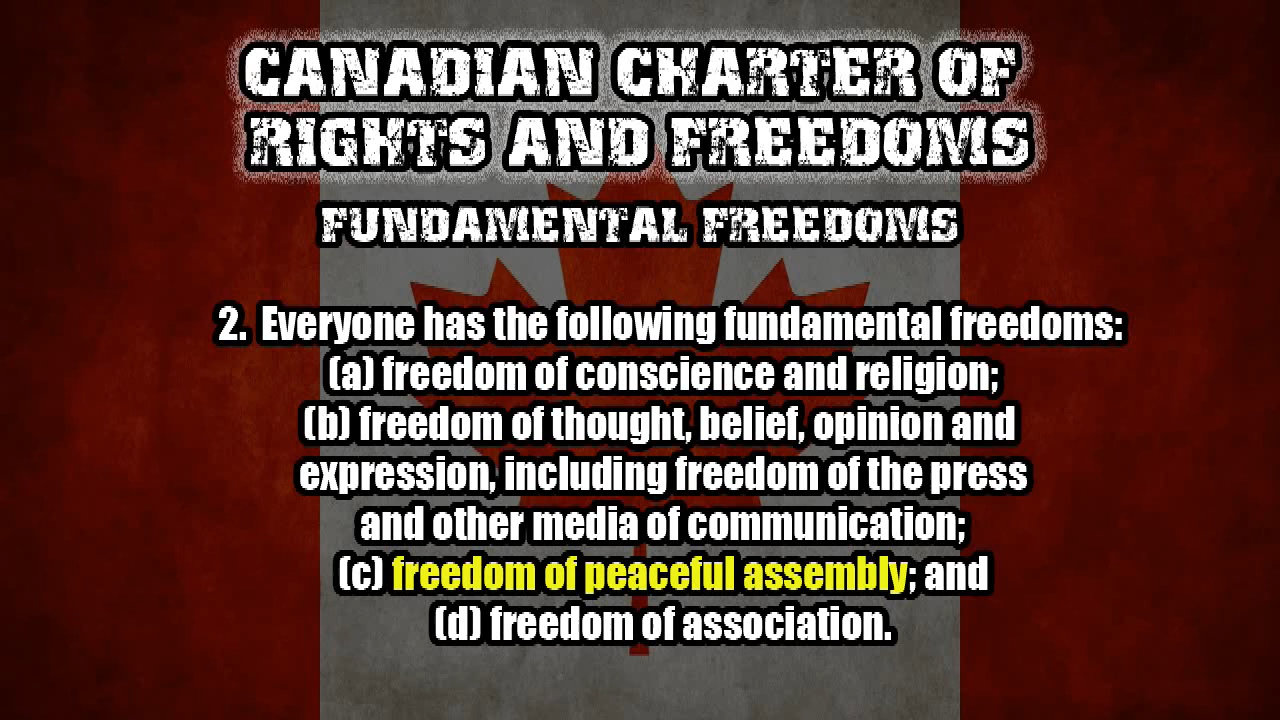 CANADIAN CHARTER OF
RIGHTS AND FREEDOMS
FUNDAMENTAL FREEDOMS
2. Everyone has the following fundamental freedoms:
(a) freedom of conscience and religion;
(b) freedom of thought, belief, opinion and
expression, including freedom of the press
and other media of communication;
(c) freedom of peaceful assembly; and
(d) freedom of association.